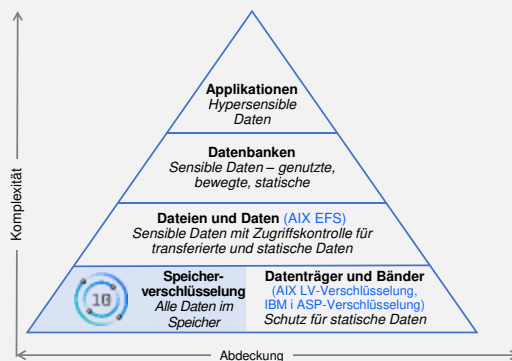 Komplexität
Applikationen
Hypersensible
Daten
Datenbanken
Sensible Daten – genutzte,
bewegte, statische
Dateien und Daten (AIX EFS)
Sensible Daten mit Zugriffskontrolle für
transferierte und statische Daten
10
Speicher-
verschlüsselung
Alle Daten im
Speicher
Datenträger und Bänder
(AIX LV-Verschlüsselung,
IBM i ASP-Verschlüsselung)
Schutz für statische Daten
Abdeckung